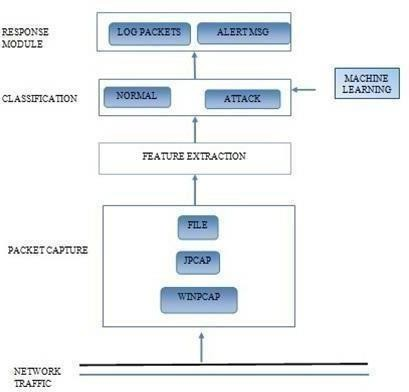 RESPONSE
MODULE
LOG PACKETS
ALERT MSG
MACHINE
LEARNING
CLASSIFICATION
NORMAL
ATTACK
FEATURE EXTRACTION
PACKET CAPTURE
FILE
JPCAP
WINPCAP
NETWORK
TRAFFIC